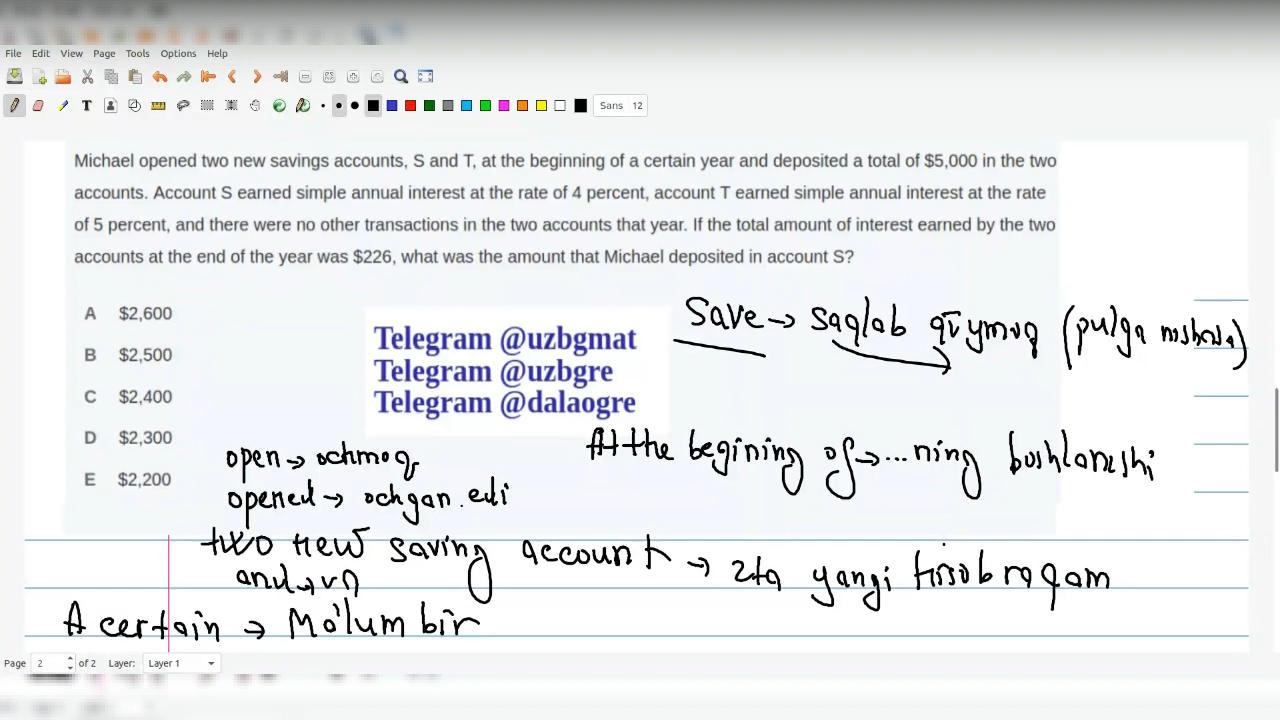 File Edit View Page Tools Options Help
Sans 12
Michael opened two new savings accounts, S and T, at the beginning of a certain year and deposited a total of $5,000 in the two
accounts. Account S earned simple annual interest at the rate of 4 percent, account T earned simple annual interest at the rate
of 5 percent, and there were no other transactions in the two accounts that year. If the total amount of interest earned by the two
accounts at the end of the year was $226, what was the amount that Michael deposited in account S?
A $2,600
B $2,500
C $2,400
D $2,300
E $2,200
Telegram @uzbgmat
Telegram @uzbgre
Telegram @dalaogre
Save → saqlab qo'ymoq (pulga nisbatan)
At the begining of → ...ning boshlanishi
open → ochmoq
opened → ochgan edi
two new saving account → 2ta yangi hisob raqam
and → va
A certain → Ma'lum bir
Page 2 of 2 Layer: Layer 1